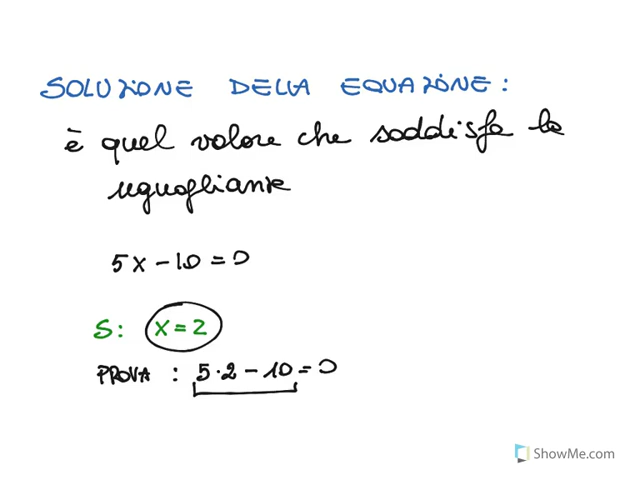 SOLUZIONE DELLA EQUAZIONE:
è quel valore che soddisfa la
uguaglianza
5x - 10 = 0
S: x = 2
PROVA : 5·2 - 10 = 0
ShowMe.com